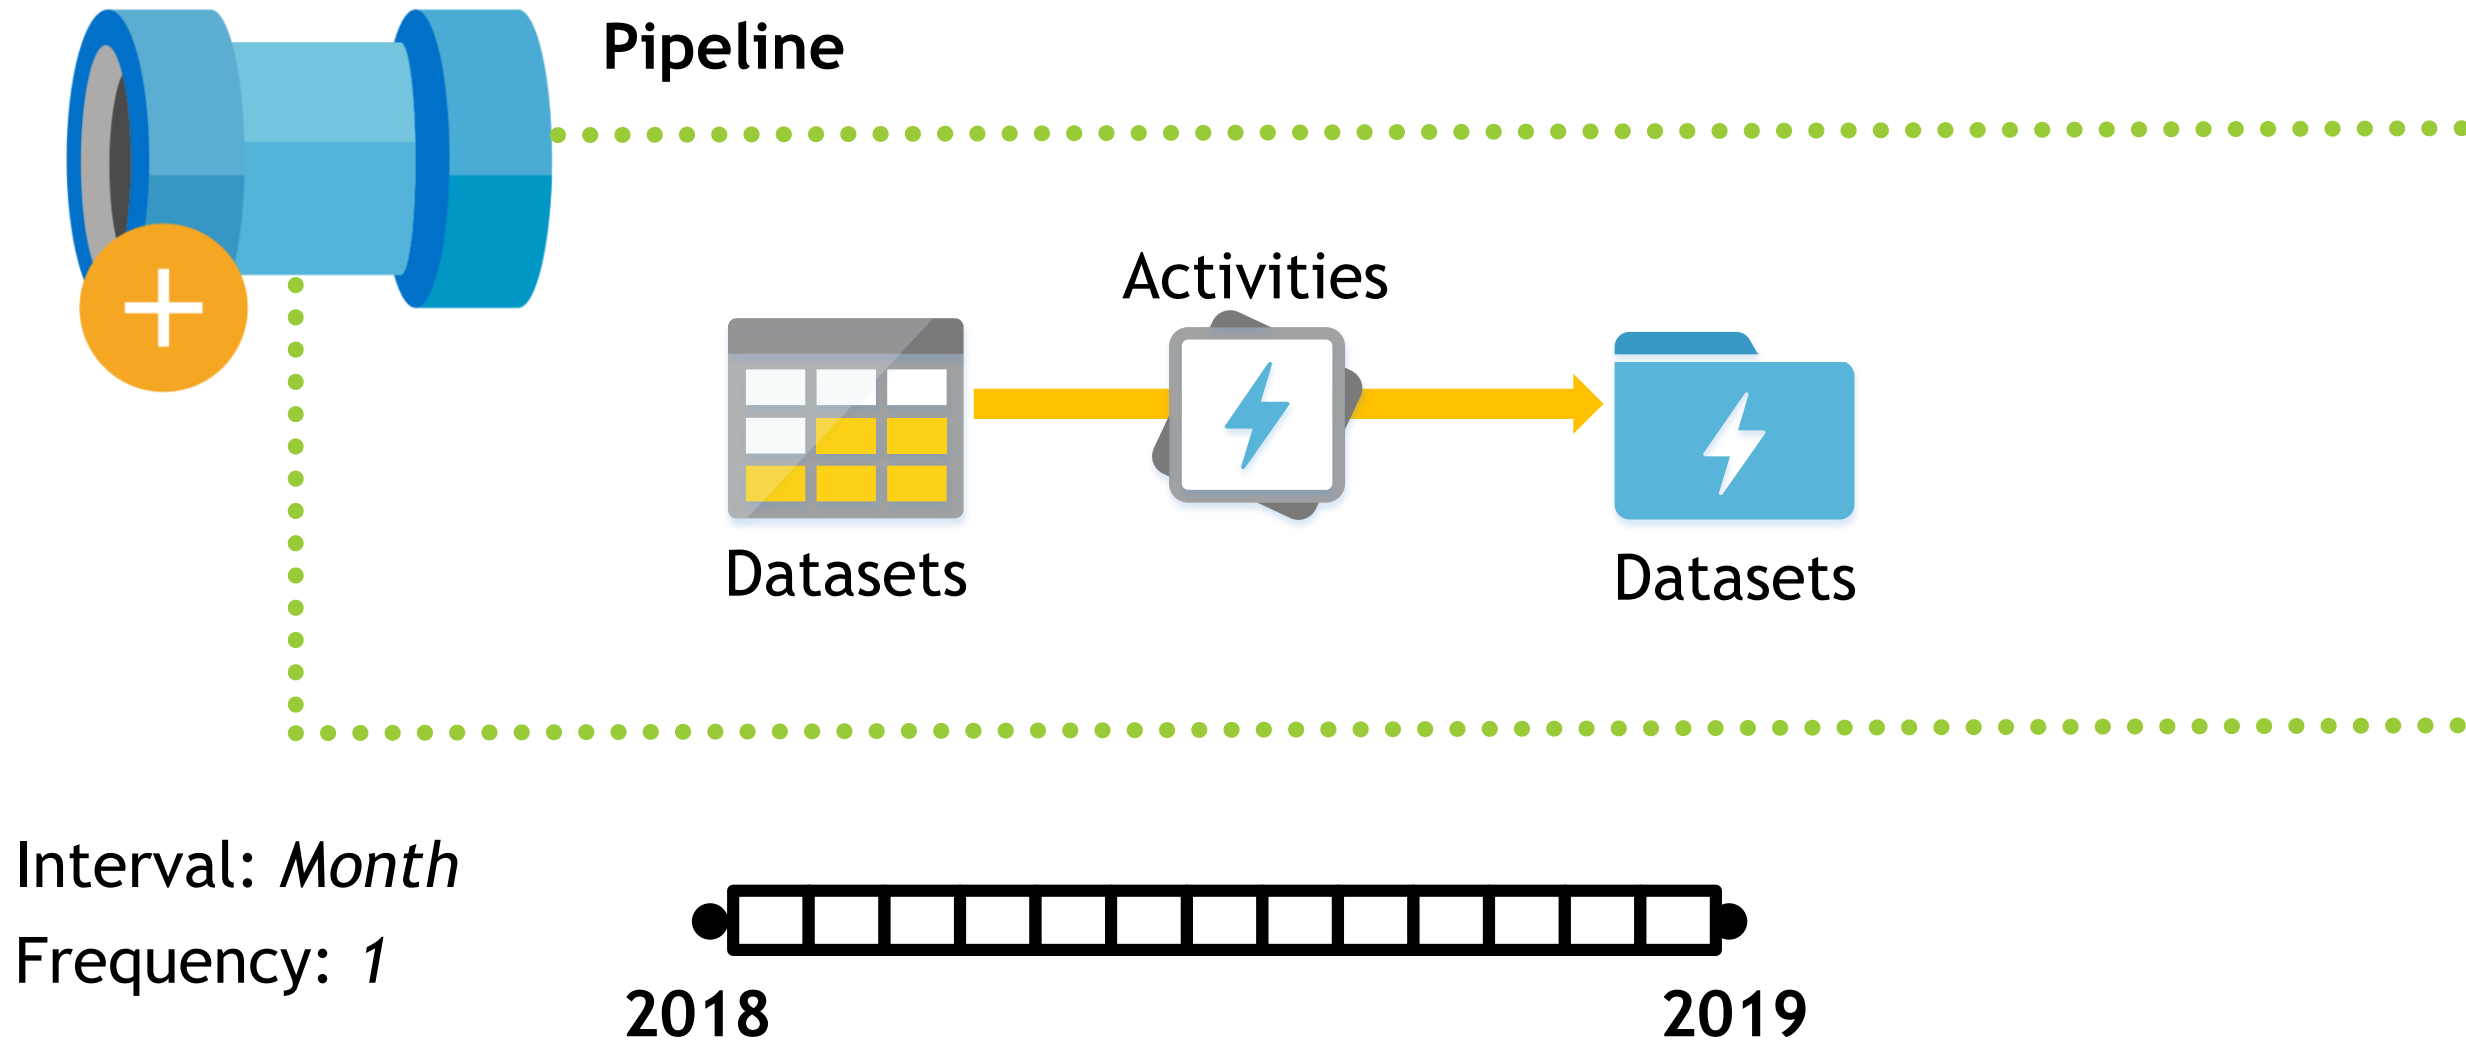 Pipeline
Activities
Datasets
Datasets
Interval: Month
Frequency: 1
2018
2019